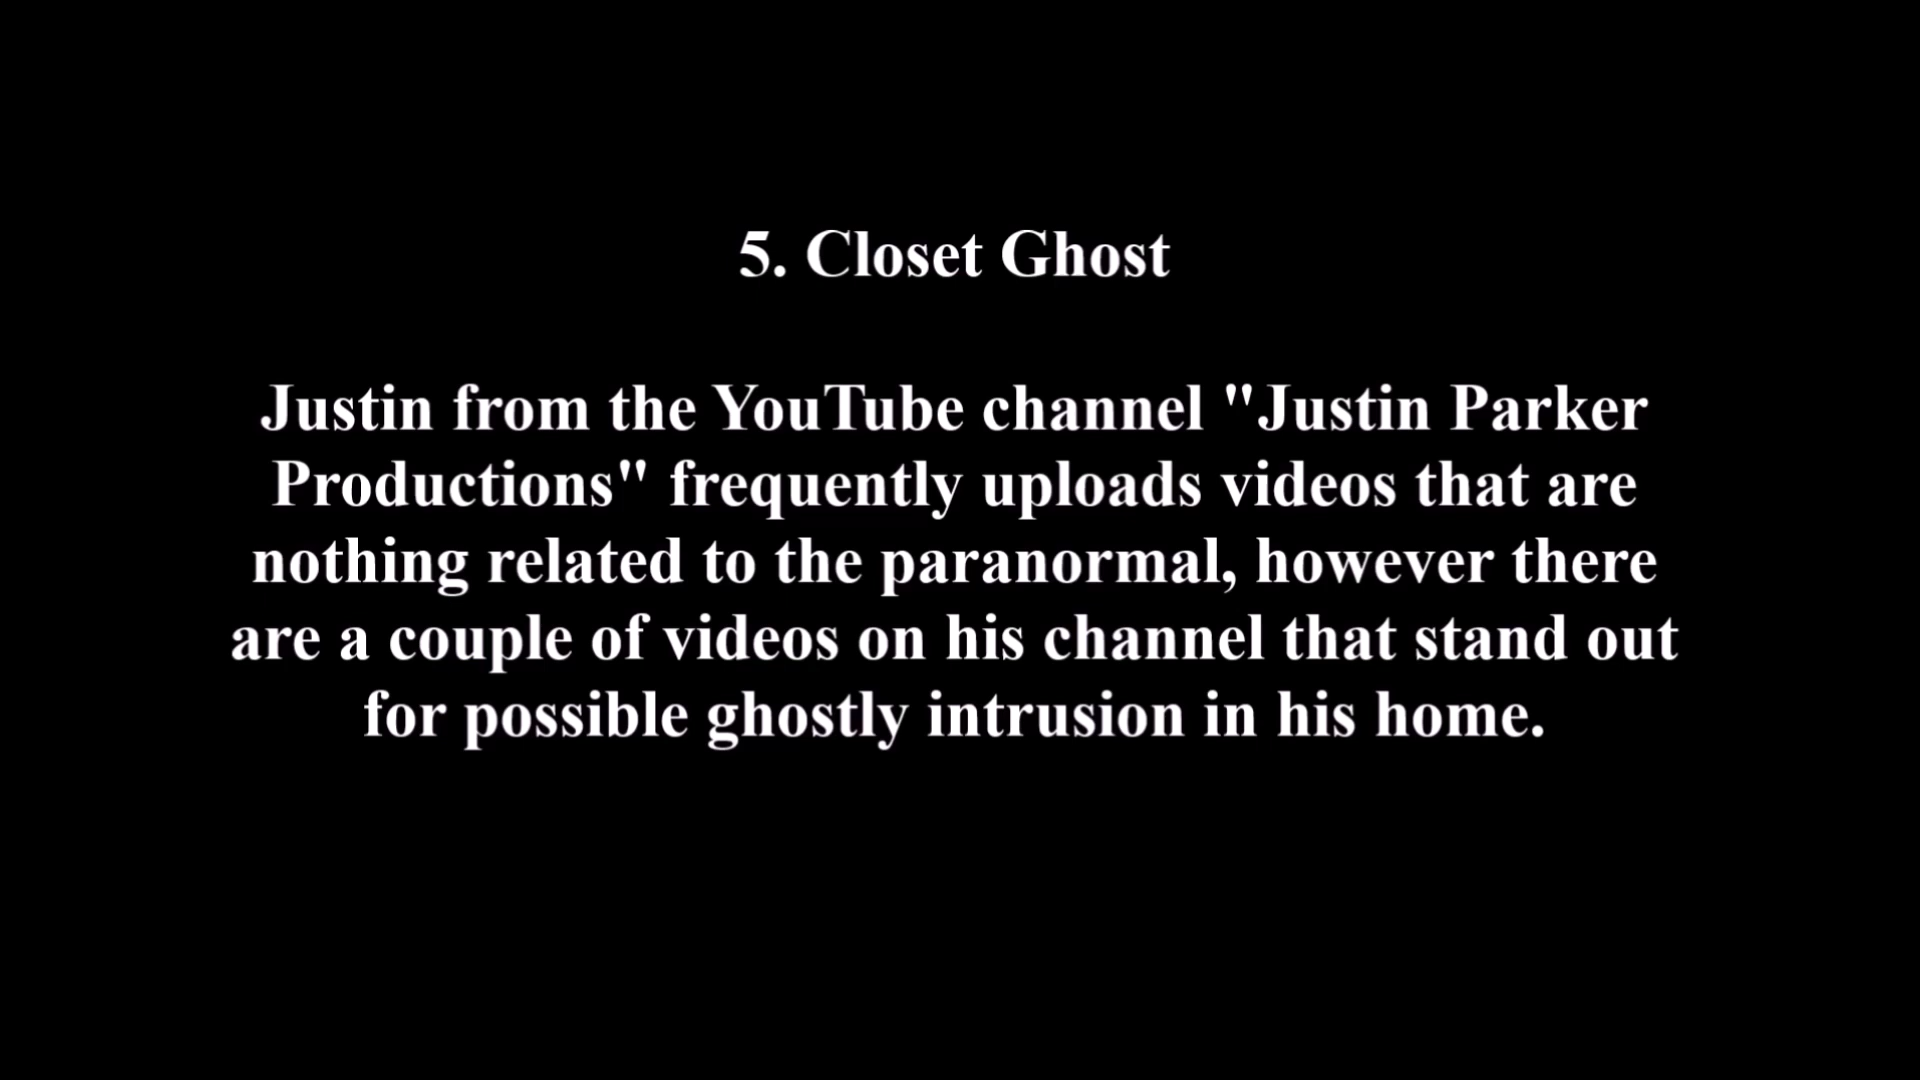 5. Closet Ghost
Justin from the YouTube channel "Justin Parker
Productions" frequently uploads videos that are
nothing related to the paranormal, however there
are a couple of videos on his channel that stand out
for possible ghostly intrusion in his home.